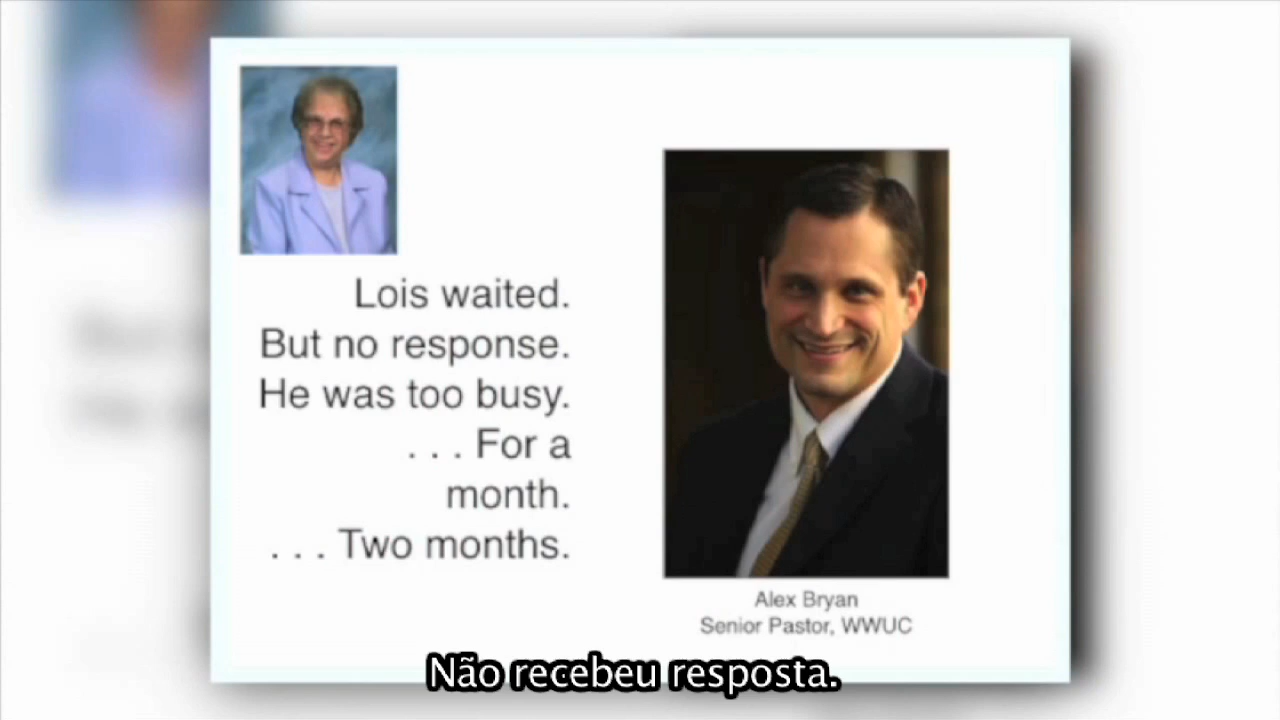 Lois waited.
But no response.
He was too busy.
. . . For a
month.
. . . Two months.
Alex Bryan
Senior Pastor, WWUC
Não recebeu resposta.